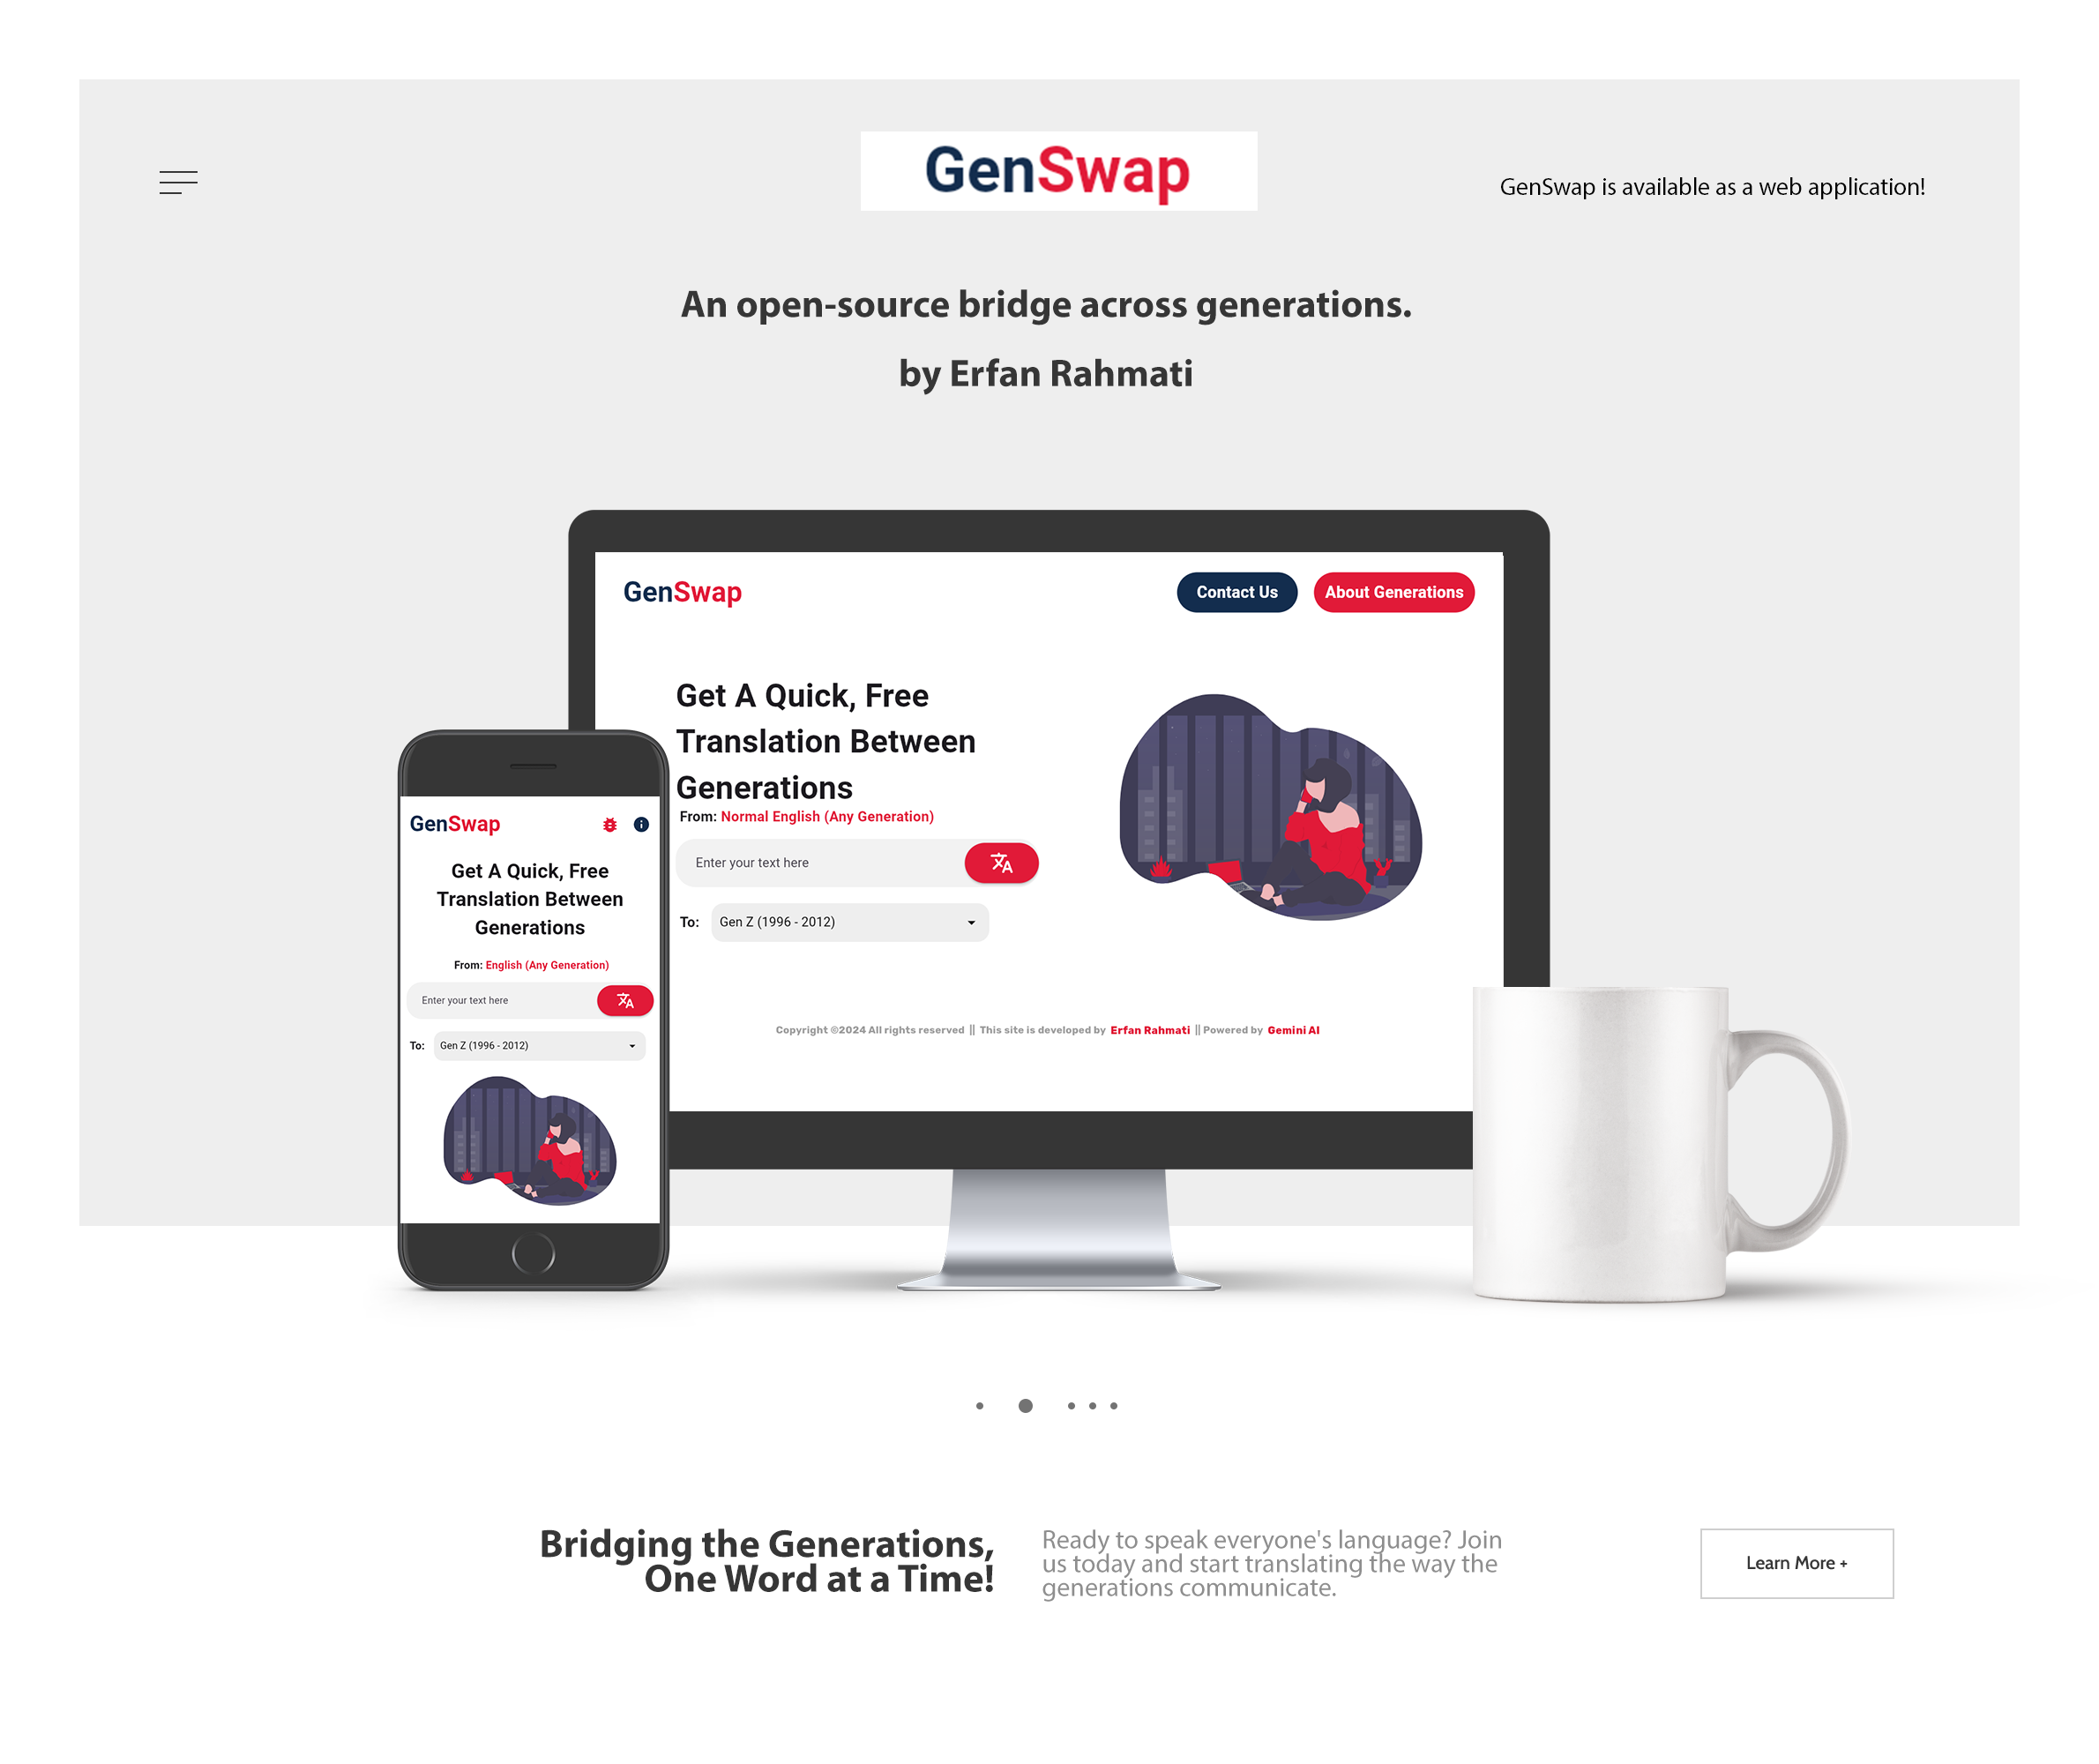 GenSwap
GenSwap is available as a web application!
An open-source bridge across generations.
by Erfan Rahmati
GenSwap
Contact Us
About Generations
Get A Quick, Free
Translation Between
Generations
From: Normal English (Any Generation)
Enter your text here
To: Gen Z (1996 - 2012)
Copyright ©2024 All rights reserved || This site is developed by Erfan Rahmati || Powered by Gemini AI
GenSwap
Get A Quick, Free
Translation Between
Generations
From: English (Any Generation)
Enter your text here
To: Gen Z (1996 - 2012)
Bridging the Generations,
One Word at a Time!
Ready to speak everyone's language? Join
us today and start translating the way the
generations communicate.
Learn More +